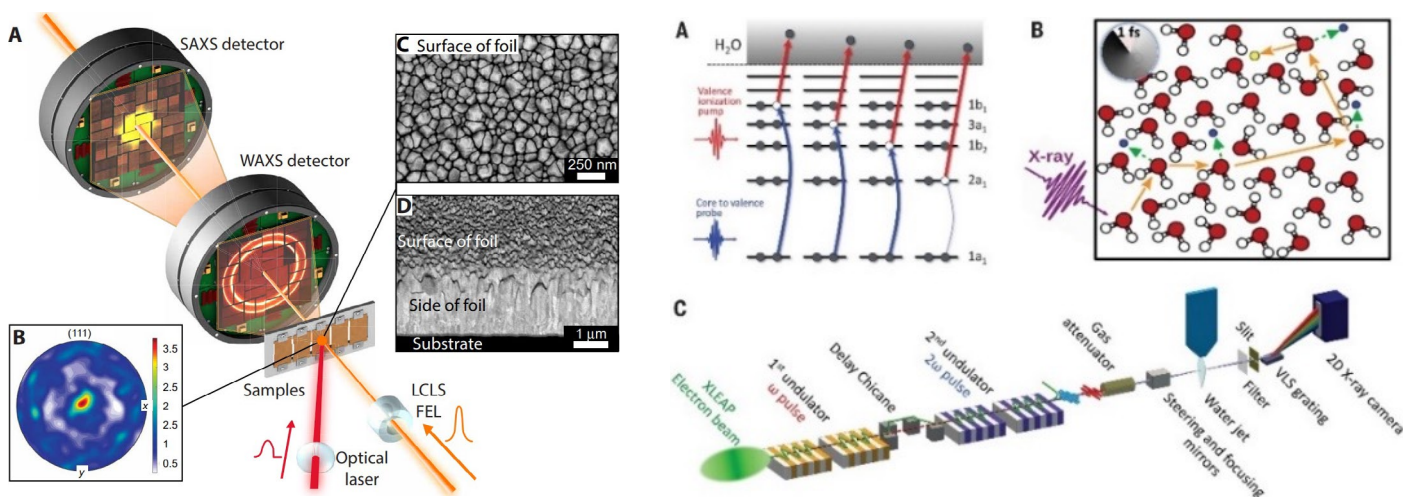 A
SAXS detector
WAXS detector
C
Surface of foil
250 nm
D
Surface of foil
Side of foil
1 µm
Substrate
B
(111)
x
y
3.5
3
2.5
2
1.5
1
0.5
Samples
LCLS
FEL
Optical
laser
A
H₂O
Valence
ionization
pump
Core to valence
probe
1b₁
3a₁
1b₂
2a₁
1a₁
B
1 fs
X-ray
C
XLEAP
Electron beam
1st undulator
ω pulse
Delay Chicane
2nd undulator
2ω pulse
Gas
attenuator
Steering and focusing
mirrors
Water jet
Filter
Slit
VLS grating
2D X-ray camera